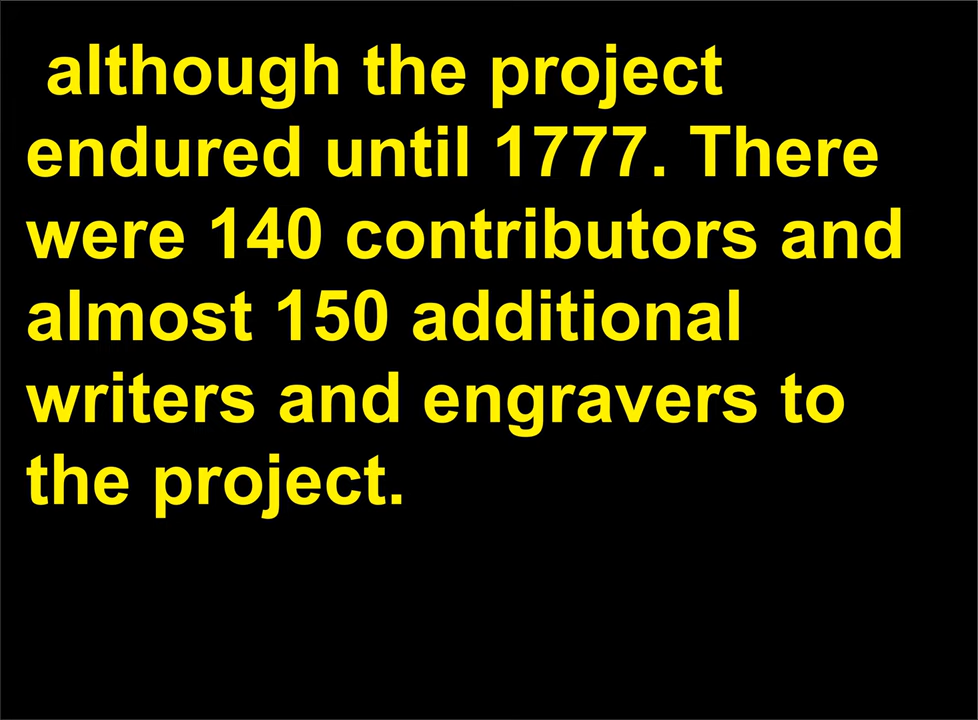 although the project
endured until 1777. There
were 140 contributors and
almost 150 additional
writers and engravers to
the project.